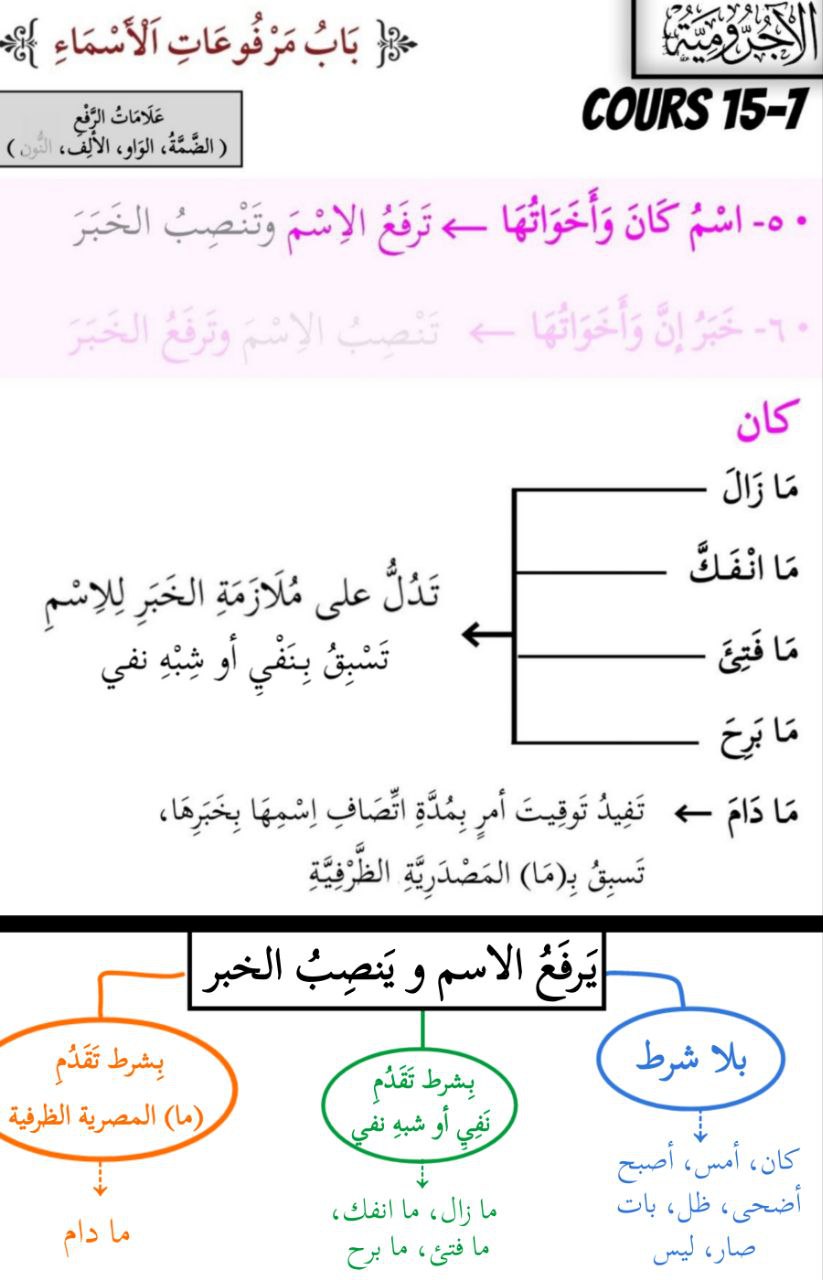 الآجُرُّومِيَّة
بَابُ مَرْفُوعَاتِ اَلْأَسْمَاءِ
COURS 15-7
عَلَامَاتُ الرَّفْعِ
( الضَّمَّةُ، الوَاو، الأَلِف، النُّون )
• ٥- اسْمُ كَانَ وَأَخَوَاتُهَا ← تَرفَعُ الاِسْمَ وتَنْصِبُ الخَبَرَ
• ٦- خَبَرُ إِنَّ وَأَخَوَاتُهَا ← تَنْصِبُ الاِسْمَ وتَرفَعُ الخَبَرَ
كان
مَا زَالَ
مَا انْفَكَّ
مَا فَتِئَ
مَا بَرِحَ
تَدُلُّ على مُلَازَمَةِ الخَبَرِ لِلاِسْمِ
تَسْبِقُ بِنَفْيِ أو شِبْهِ نفي
مَا دَامَ ← تَفِيدُ تَوقِيتَ أمرٍ بِمُدَّةِ اتِّصَافِ اِسْمِهَا بِخَبَرِهَا،
تَسبِقُ بِـ(مَا) المَصْدَرِيَّةِ الظَّرْفِيَّةِ
يَرفَعُ الاسم و يَنصِبُ الخبر
بلا شرط
كان، أمس، أصبح
أضحى، ظل، بات
صار، ليس
بِشرط تَقَدُمِ
نَفِيِ أو شبهِ نفي
ما زال، ما انفك،
ما فتئ، ما برح
بِشرط تَقَدُمِ
(ما) المصرية الظرفية
ما دام